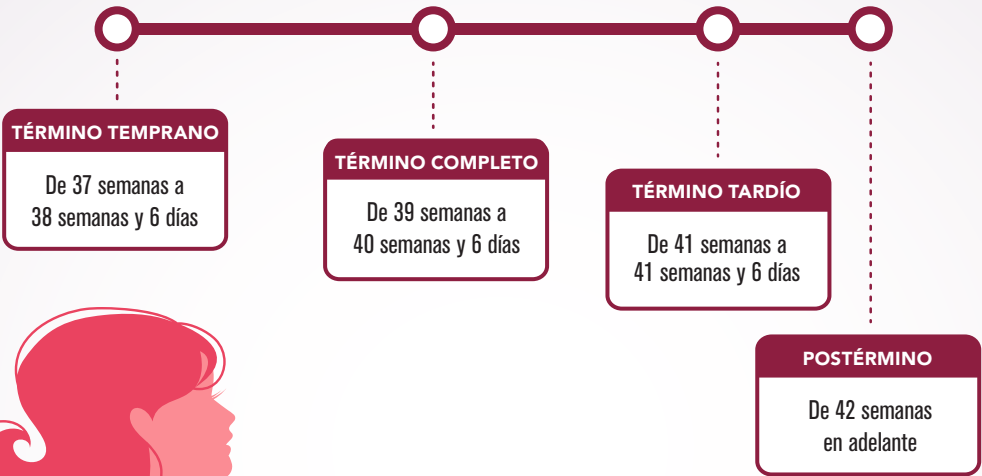 TÉRMINO TEMPRANO
De 37 semanas a
38 semanas y 6 días
TÉRMINO COMPLETO
De 39 semanas a
40 semanas y 6 días
TÉRMINO TARDÍO
De 41 semanas a
41 semanas y 6 días
POSTÉRMINO
De 42 semanas
en adelante